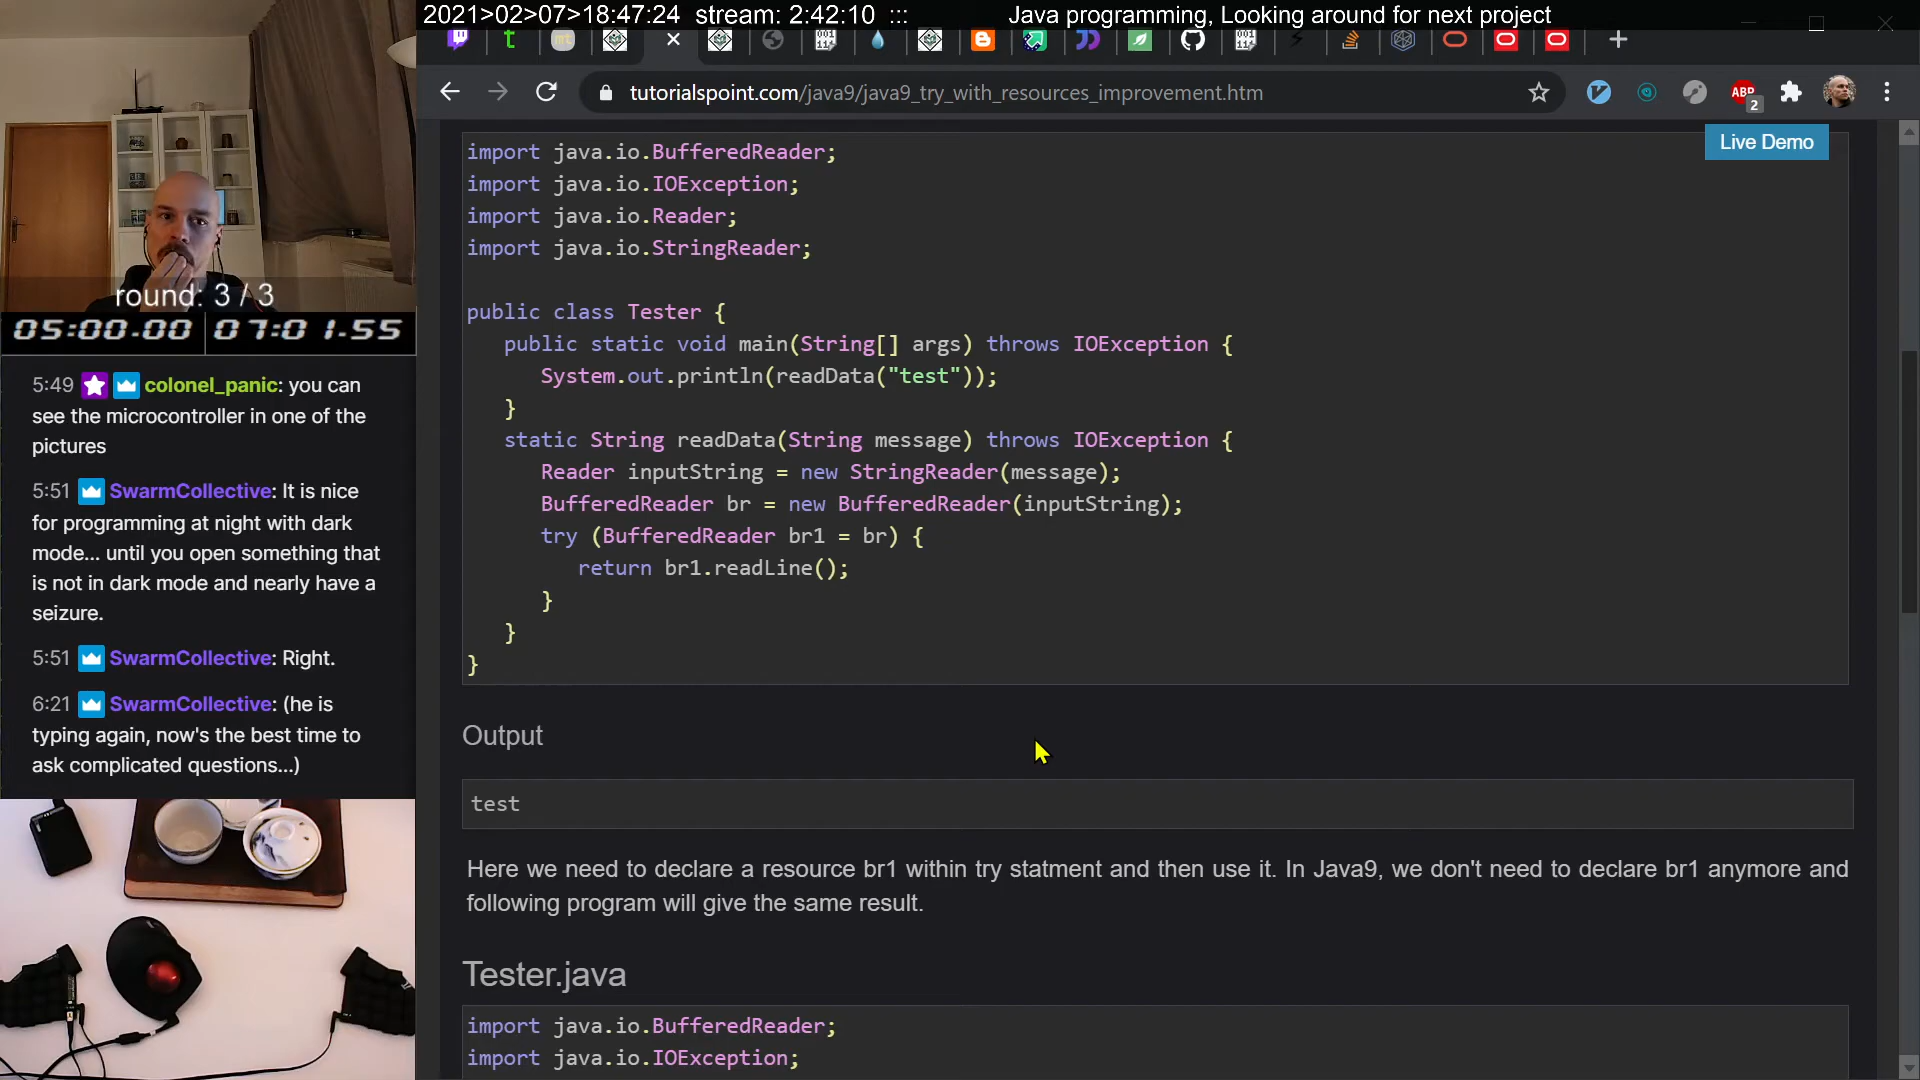 2021>02>07>18:47:24 stream: 2:42:10 ::: Java programming, Looking around for next project
tutorialspoint.com/java9/java9_try_with_resources_improvement.htm
ABP
2
Live Demo
import java.io.BufferedReader;
import java.io.IOException;
import java.io.Reader;
import java.io.StringReader;
public class Tester {
public static void main(String[] args) throws IOException {
System.out.println(readData("test"));
}
static String readData(String message) throws IOException {
Reader inputString = new StringReader(message);
BufferedReader br = new BufferedReader(inputString);
try (BufferedReader br1 = br) {
return br1.readLine();
}
}
}
Output
test
Here we need to declare a resource br1 within try statment and then use it. In Java9, we don't need to declare br1 anymore and
following program will give the same result.
Tester.java
import java.io.BufferedReader;
import java.io.IOException;
round: 3 / 3
05:00.00 07:01.55
5:49 colonel_panic: you can
see the microcontroller in one of the
pictures
5:51 SwarmCollective: It is nice
for programming at night with dark
mode... until you open something that
is not in dark mode and nearly have a
seizure.
5:51 SwarmCollective: Right.
6:21 SwarmCollective: (he is
typing again, now's the best time to
ask complicated questions...)